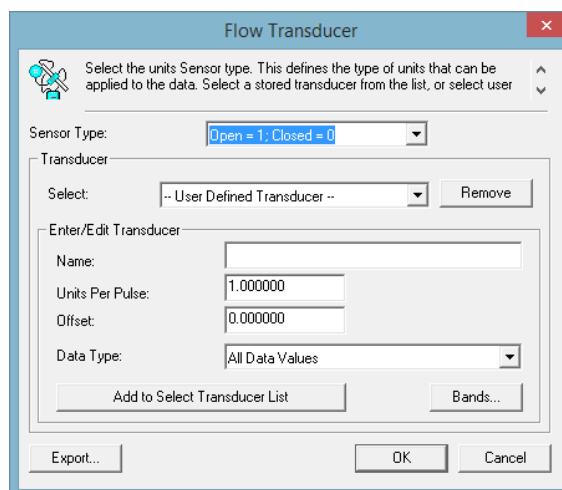 Flow Transducer
Select the units Sensor type. This defines the type of units that can be
applied to the data. Select a stored transducer from the list, or select user
Sensor Type: Open = 1; Closed = 0
Transducer
Select: -- User Defined Transducer -- Remove
Enter/Edit Transducer
Name:
Units Per Pulse: 1.000000
Offset: 0.000000
Data Type: All Data Values
Add to Select Transducer List Bands...
Export... OK Cancel